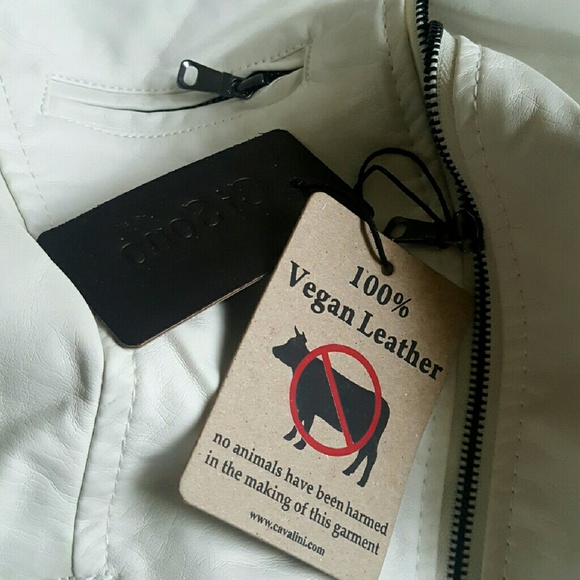 100%
Vegan Leather
no animals have been harmed
in the making of this garment
www.cavalini.com